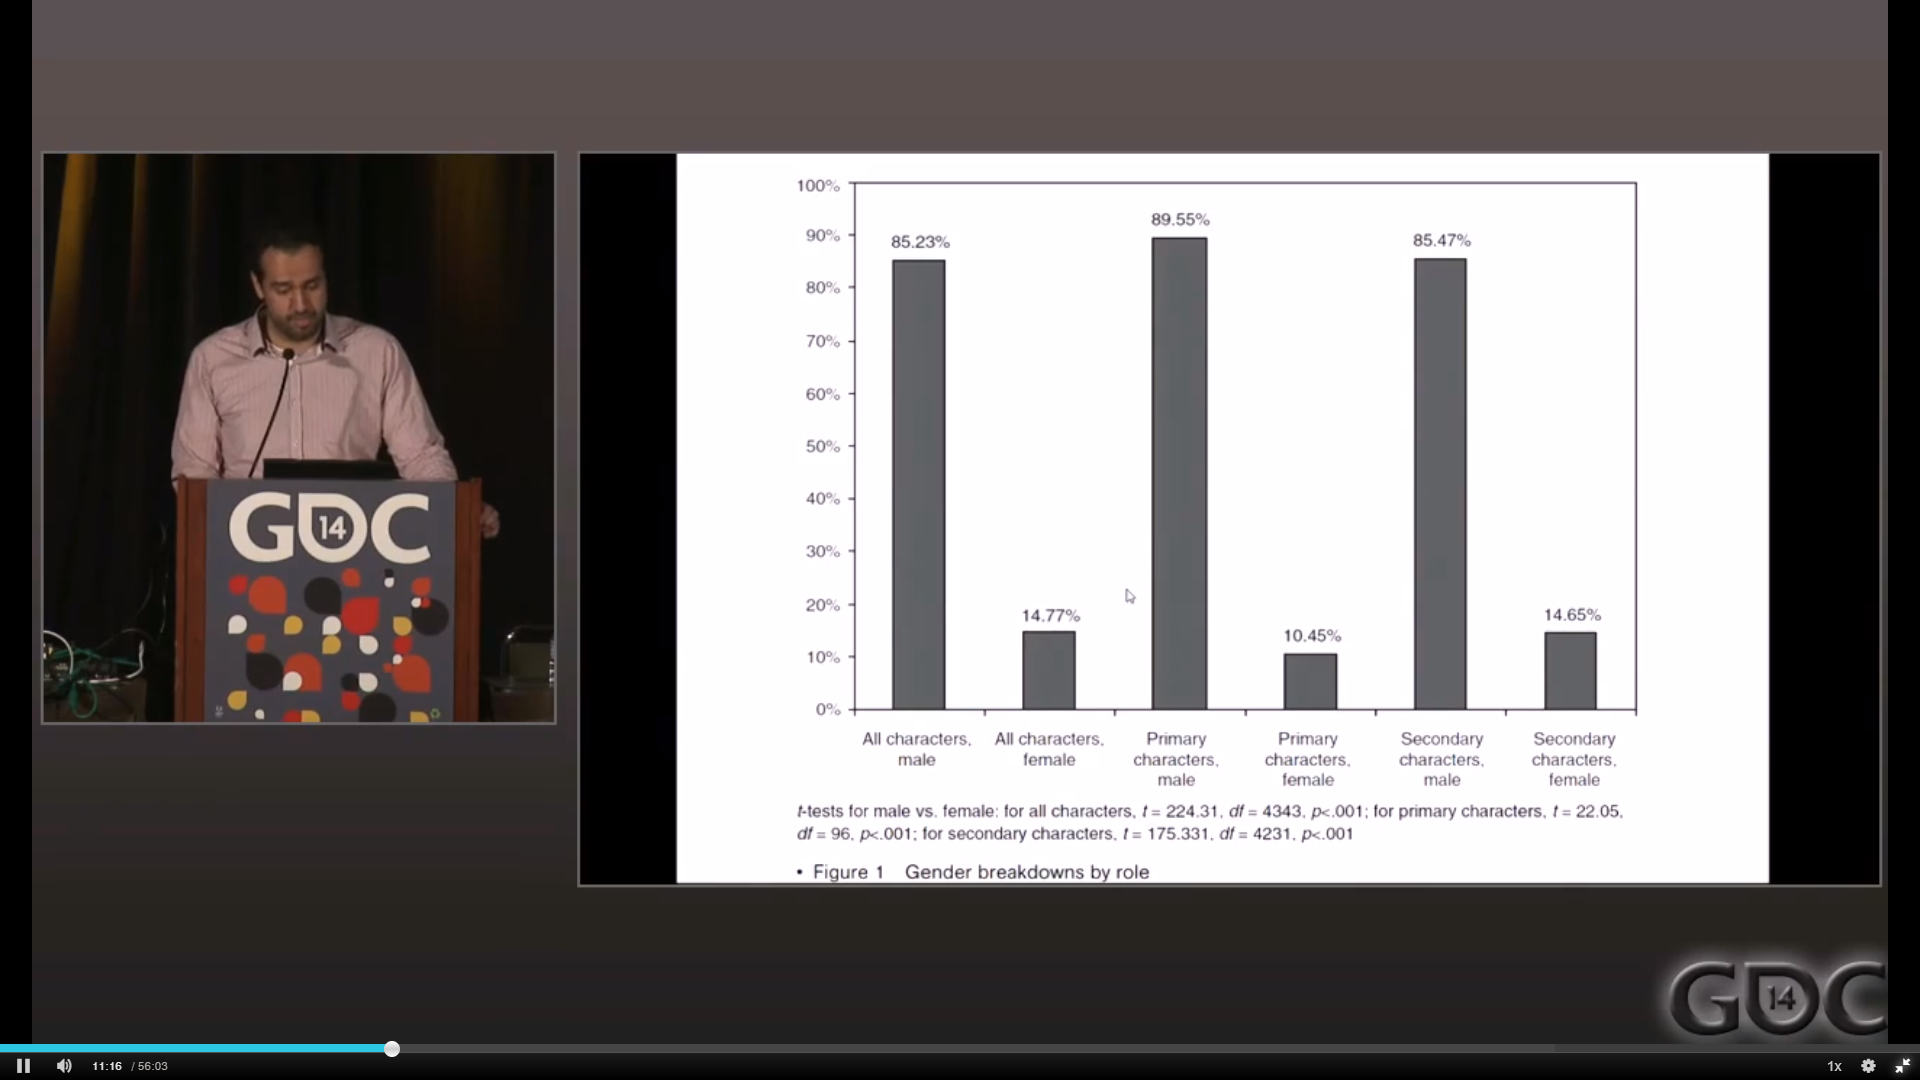 GDC
14
100%
90%
80%
70%
60%
50%
40%
30%
20%
10%
0%
85.23%
14.77%
89.55%
10.45%
85.47%
14.65%
All characters,
male
All characters,
female
Primary
characters,
male
Primary
characters,
female
Secondary
characters,
male
Secondary
characters,
female
t-tests for male vs. female: for all characters, t = 224.31, df = 4343, p<.001; for primary characters, t = 22.05,
df = 96, p<.001; for secondary characters, t = 175.331, df = 4231, p<.001
• Figure 1 Gender breakdowns by role
GDC
14
11:16 / 56:03
1x